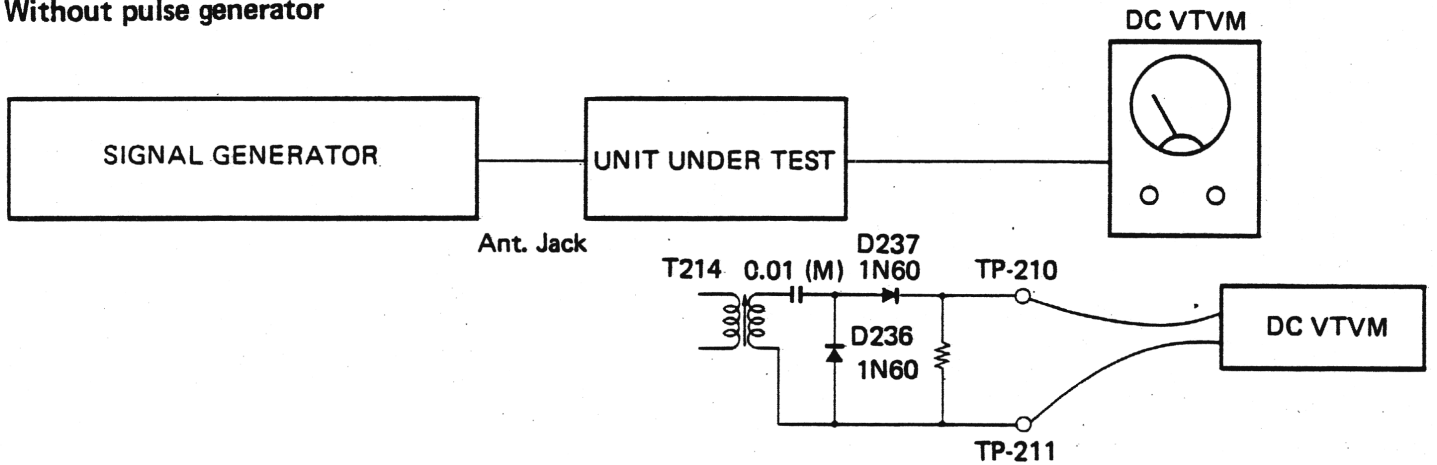 Without pulse generator
DC VTVM
SIGNAL GENERATOR
UNIT UNDER TEST
Ant. Jack
T214
0.01 (M)
D237
1N60
TP-210
D236
1N60
DC VTVM
TP-211